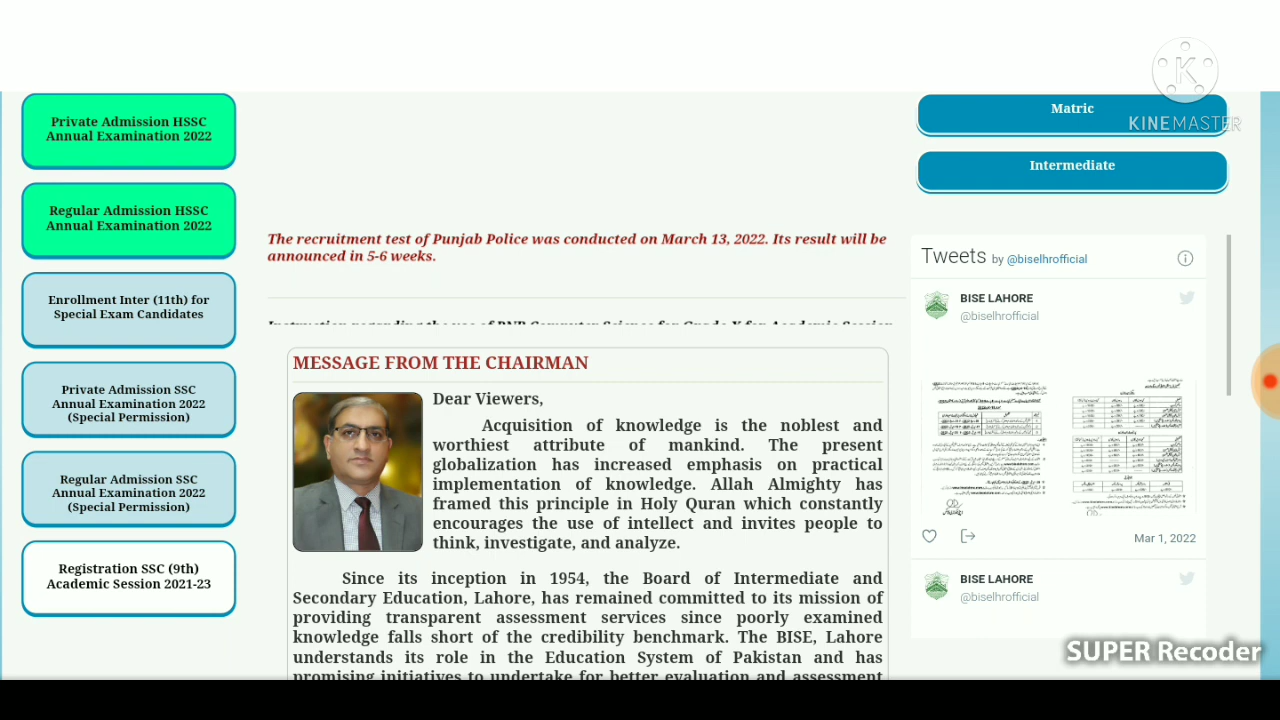 Private Admission HSSC
Annual Examination 2022
Regular Admission HSSC
Annual Examination 2022
Enrollment Inter (11th) for
Special Exam Candidates
Private Admission SSC
Annual Examination 2022
(Special Permission)
Regular Admission SSC
Annual Examination 2022
(Special Permission)
Registration SSC (9th)
Academic Session 2021-23
The recruitment test of Punjab Police was conducted on March 13, 2022. Its result will be
announced in 5-6 weeks.
MESSAGE FROM THE CHAIRMAN
Dear Viewers,
Acquisition of knowledge is the noblest and
worthiest attribute of mankind. The present
globalization has increased emphasis on practical
implementation of knowledge. Allah Almighty has
framed this principle in Holy Quran which constantly
encourages the use of intellect and invites people to
think, investigate, and analyze.
Since its inception in 1954, the Board of Intermediate and
Secondary Education, Lahore, has remained committed to its mission of
providing transparent assessment services since poorly examined
knowledge falls short of the credibility benchmark. The BISE, Lahore
understands its role in the Education System of Pakistan and has
promising initiatives to undertake for better evaluation and assessment
Matric
Intermediate
K
KINEMASTER
Tweets by @biselhrofficial
BISE LAHORE
@biselhrofficial
Mar 1, 2022
BISE LAHORE
@biselhrofficial
SUPER Recoder